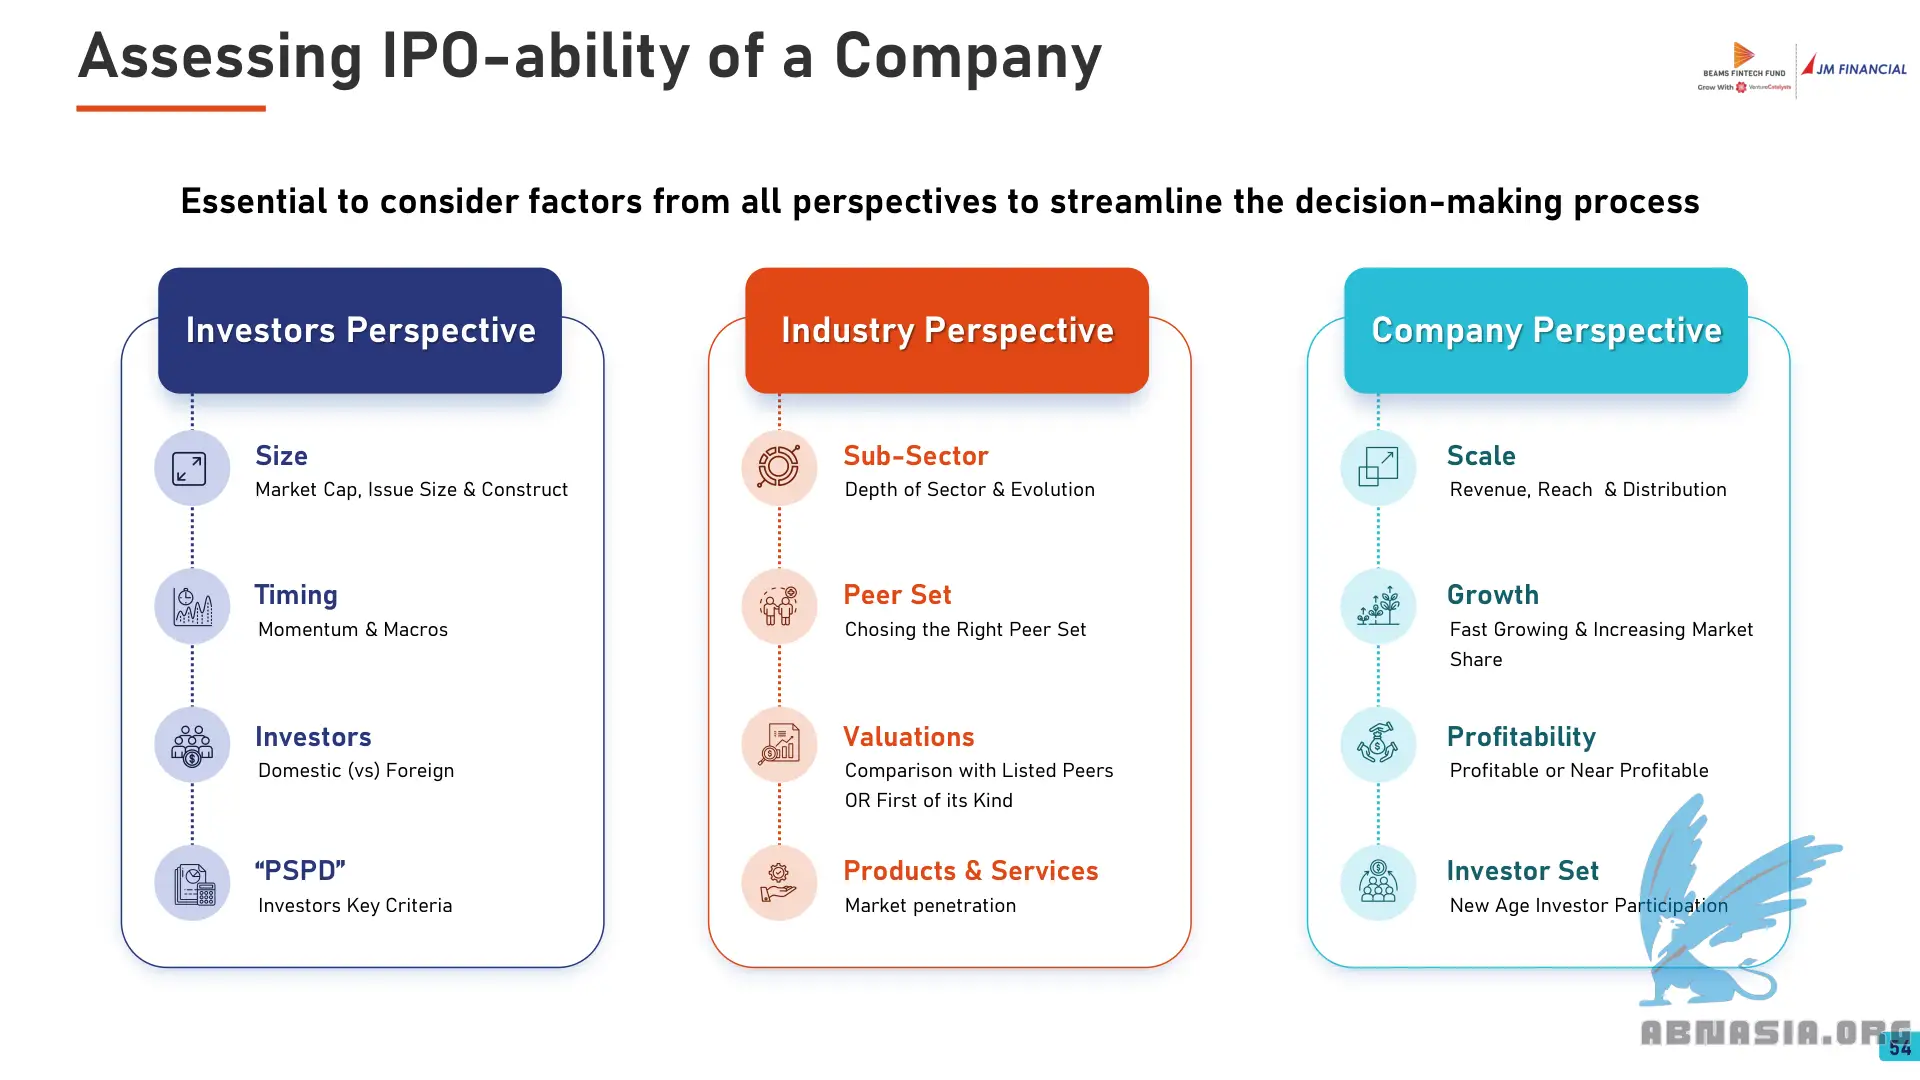 Assessing IPO-ability of a Company
BEAMS FINTECH FUND
Grow With VentureCatalysts
JM FINANCIAL
Essential to consider factors from all perspectives to streamline the decision-making process
Investors Perspective
Size
Market Cap, Issue Size & Construct
Timing
Momentum & Macros
Investors
Domestic (vs) Foreign
“PSPD”
Investors Key Criteria
Industry Perspective
Sub-Sector
Depth of Sector & Evolution
Peer Set
Chosing the Right Peer Set
Valuations
Comparison with Listed Peers
OR First of its Kind
Products & Services
Market penetration
Company Perspective
Scale
Revenue, Reach & Distribution
Growth
Fast Growing & Increasing Market
Share
Profitability
Profitable or Near Profitable
Investor Set
New Age Investor Participation
ABNASIA.ORG
54